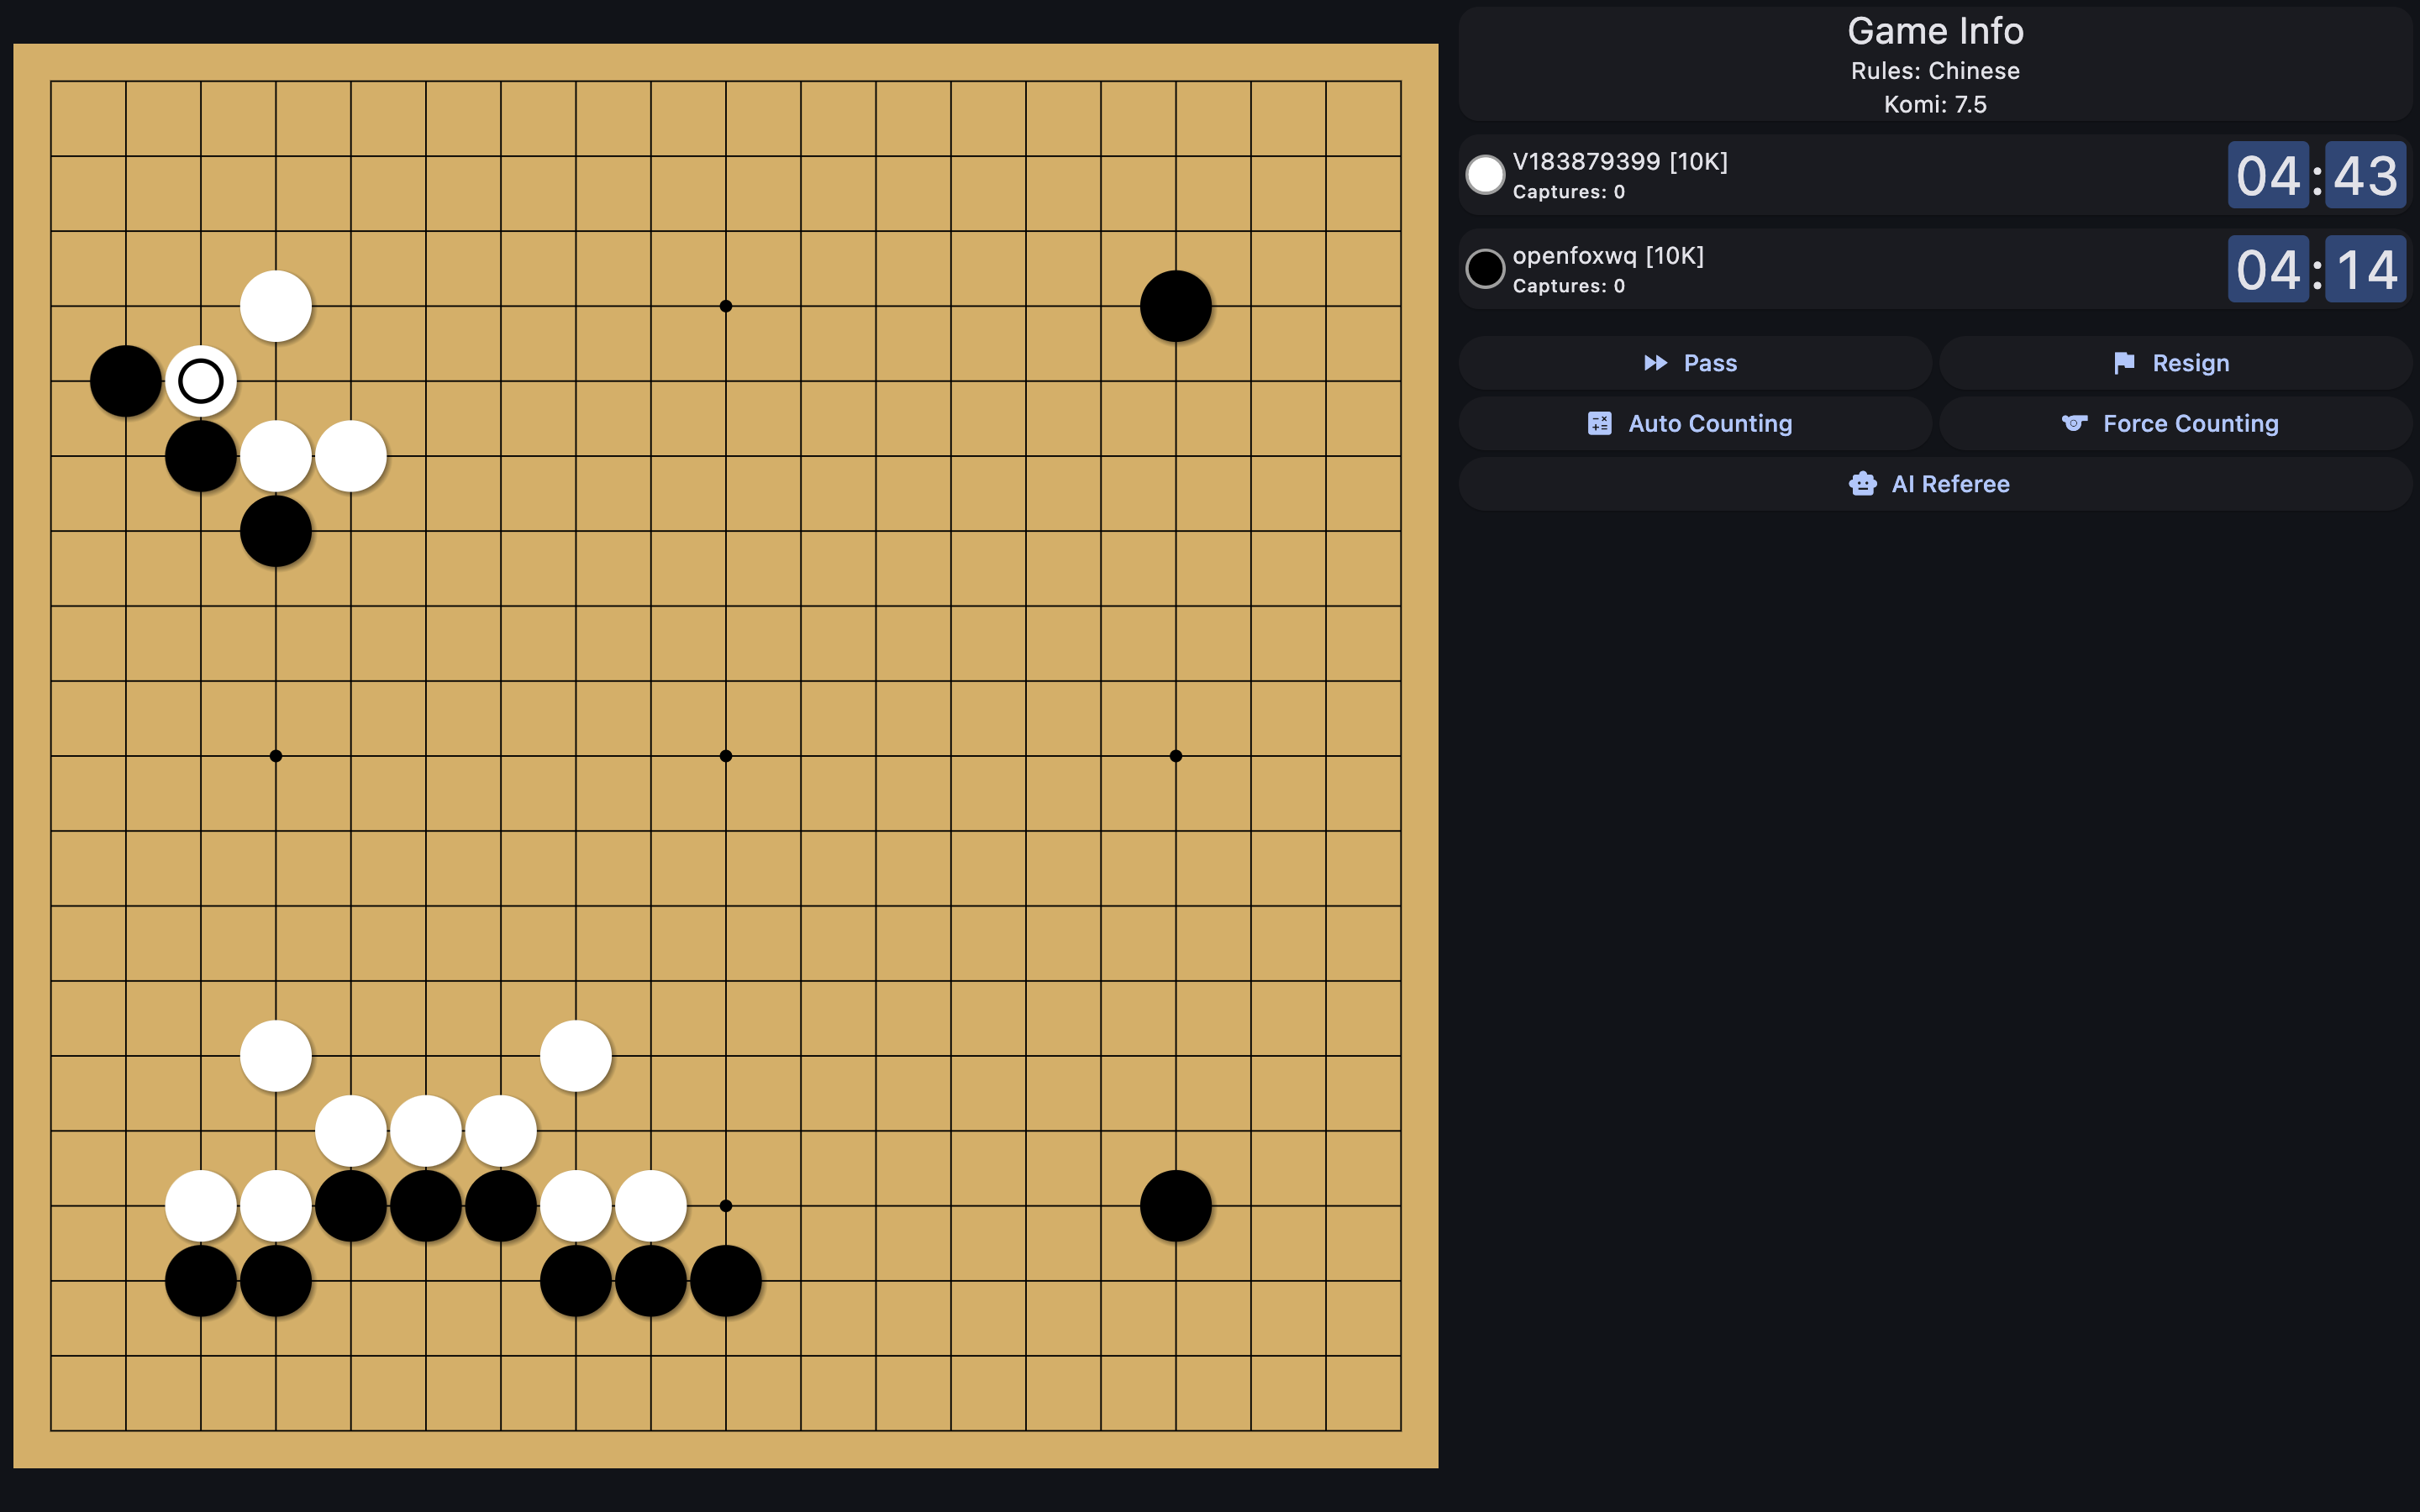 Game Info
Rules: Chinese
Komi: 7.5
V183879399 [10K]
Captures: 0
04:43
openfoxwq [10K]
Captures: 0
04:14
Pass
Resign
Auto Counting
Force Counting
AI Referee